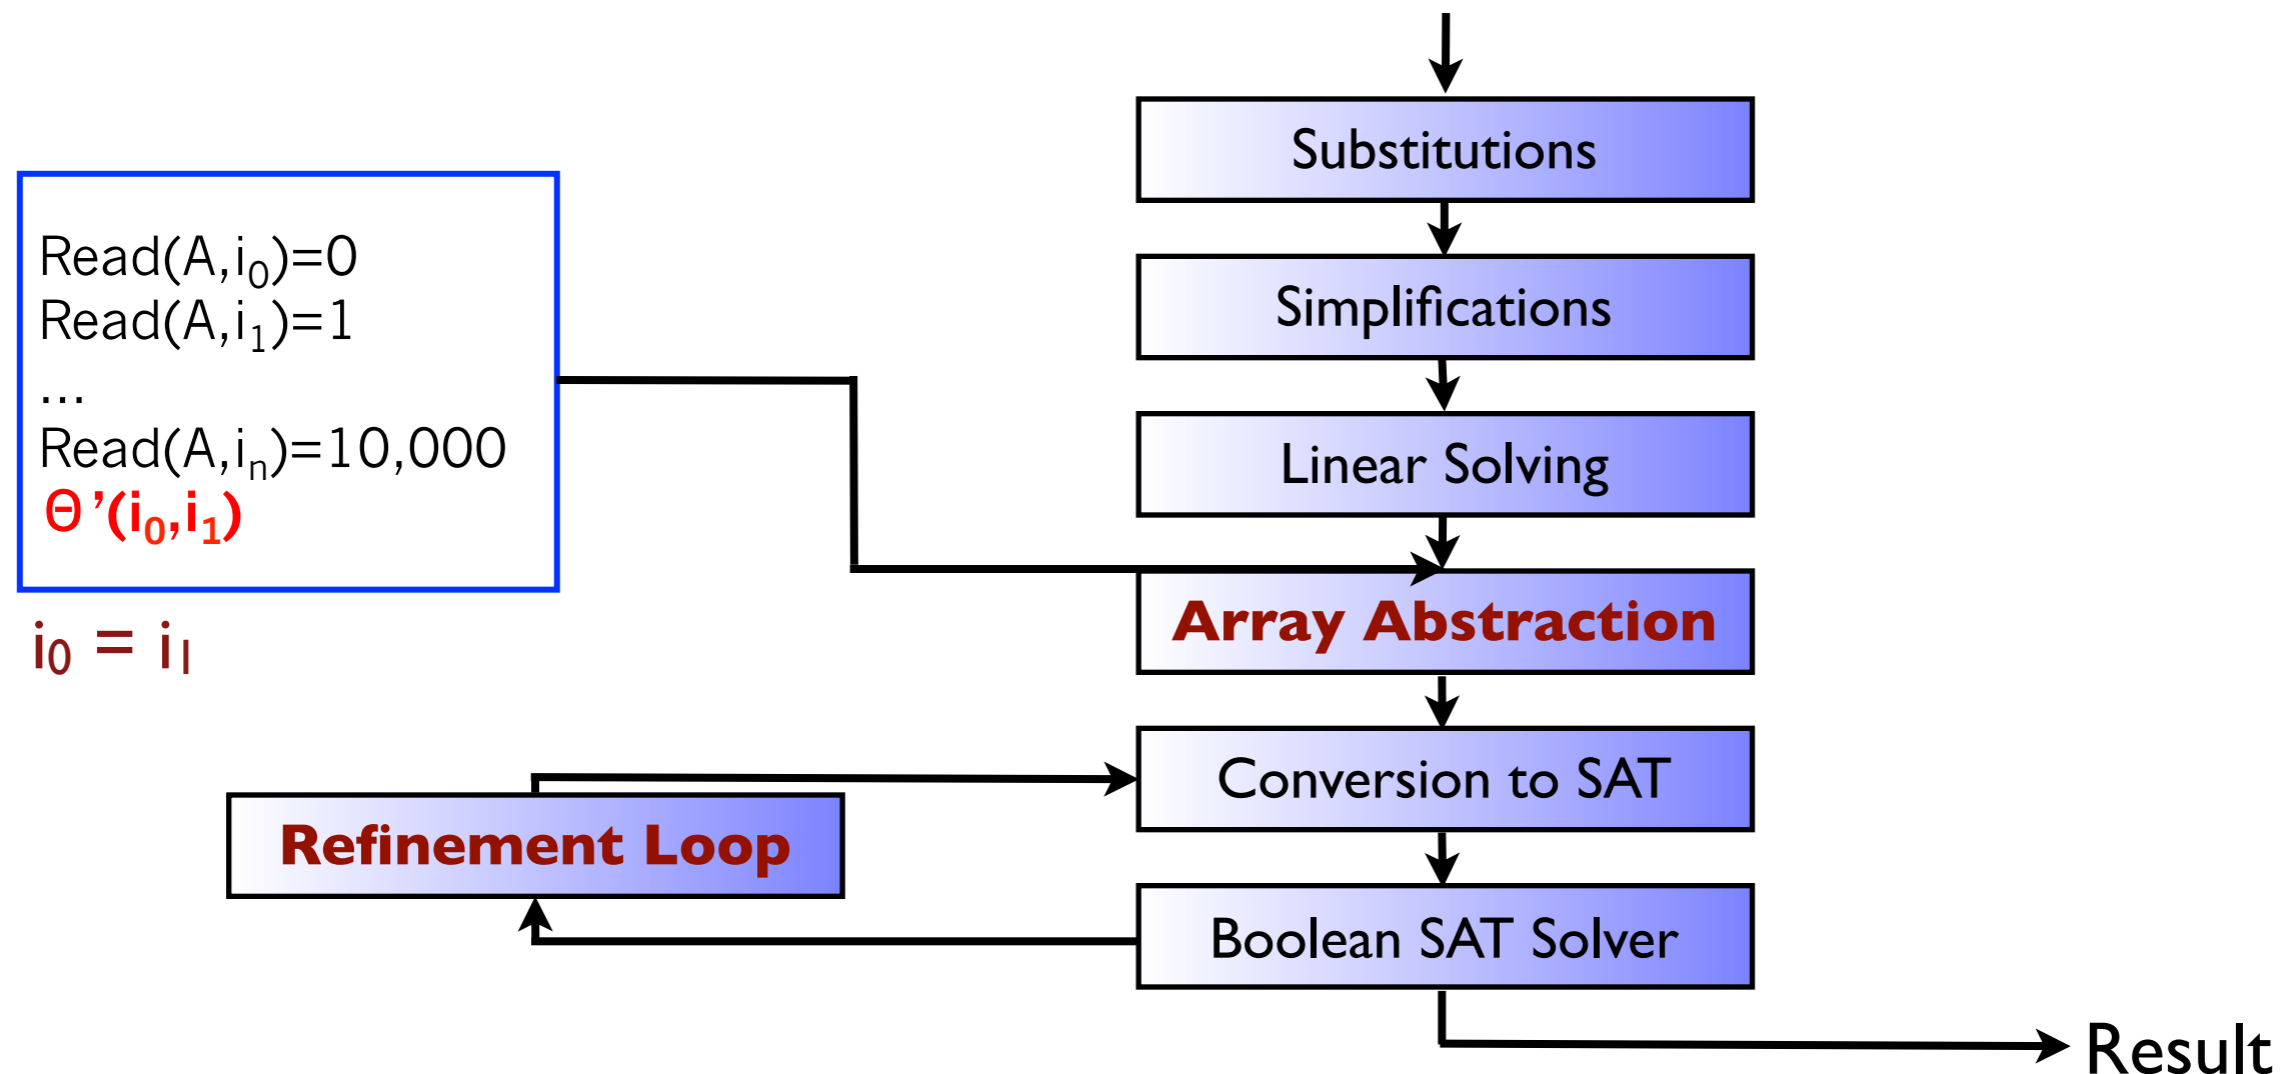 Substitutions
Read(A,i₀)=0
Read(A,i₁)=1
...
Read(A,iₙ)=10,000
Θ’(i₀,i₁)
i₀ = i₁
Simplifications
Linear Solving
Array Abstraction
Conversion to SAT
Refinement Loop
Boolean SAT Solver
Result